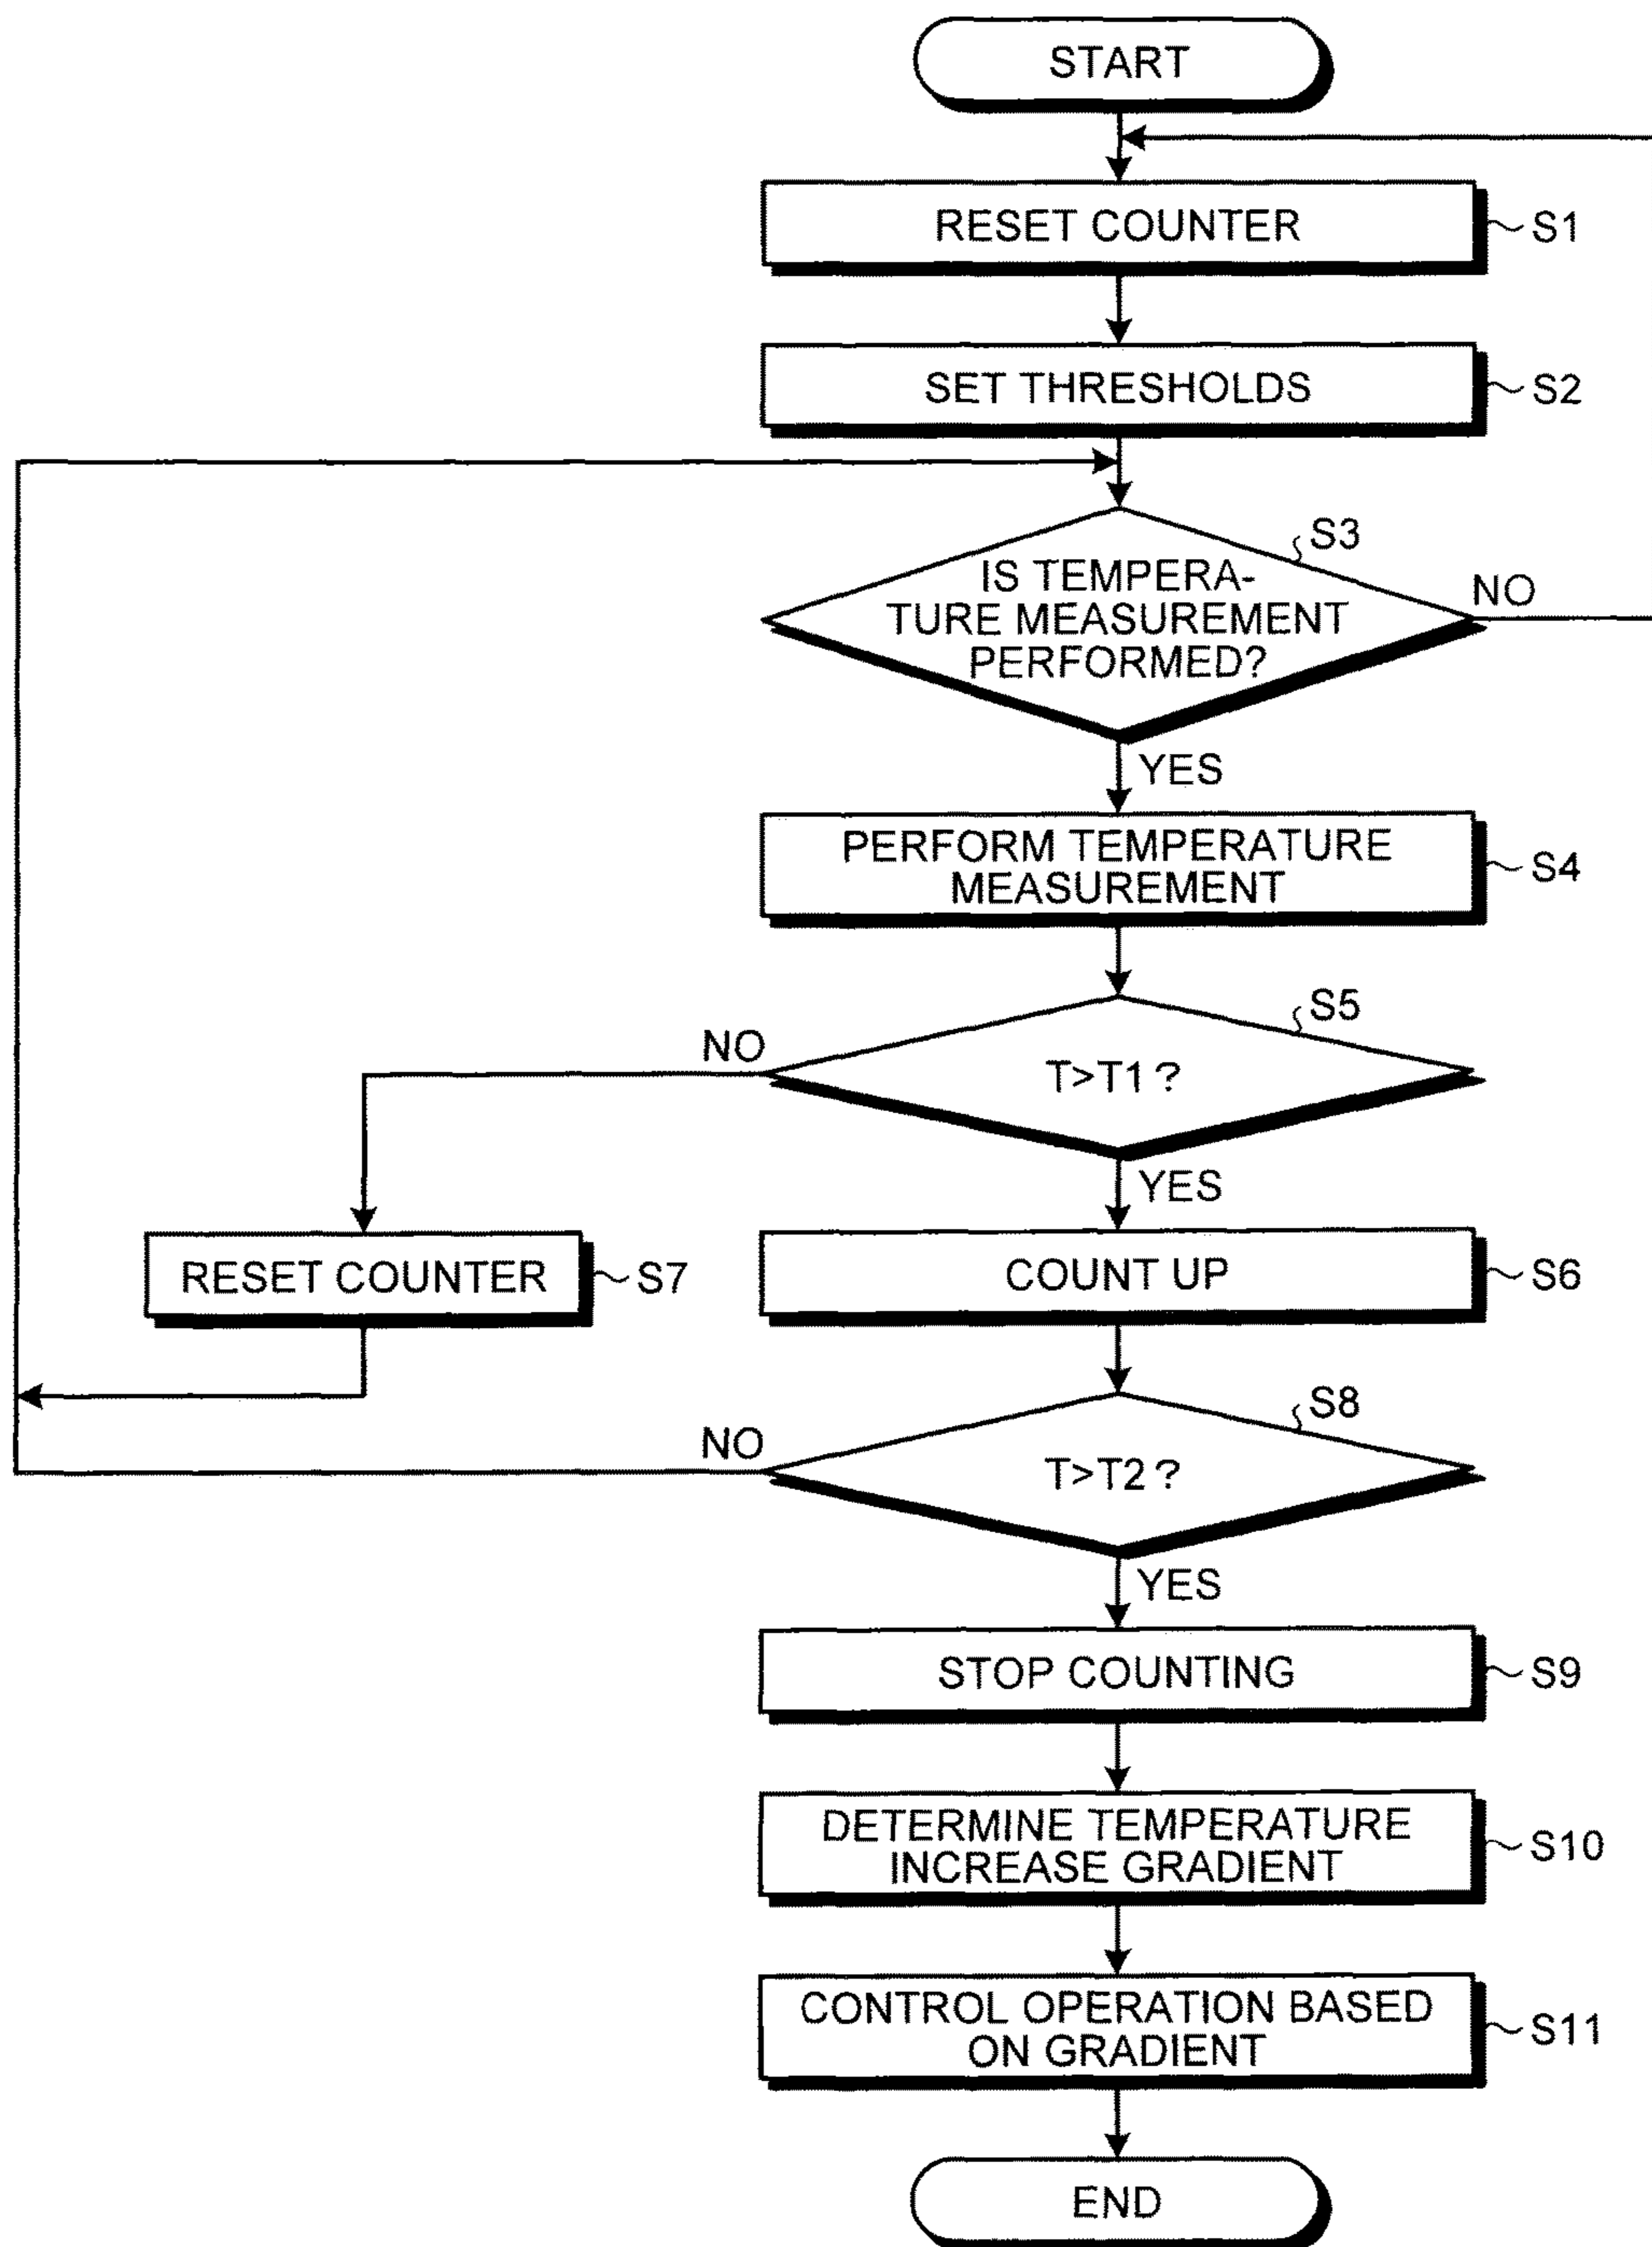 START
RESET COUNTER
S1
SET THRESHOLDS
S2
S3
IS TEMPERA-
TURE MEASUREMENT
PERFORMED?
NO
YES
PERFORM TEMPERATURE
MEASUREMENT
S4
S5
NO
T>T1?
YES
RESET COUNTER
S7
COUNT UP
S6
S8
NO
T>T2?
YES
STOP COUNTING
S9
DETERMINE TEMPERATURE
INCREASE GRADIENT
S10
CONTROL OPERATION BASED
ON GRADIENT
S11
END